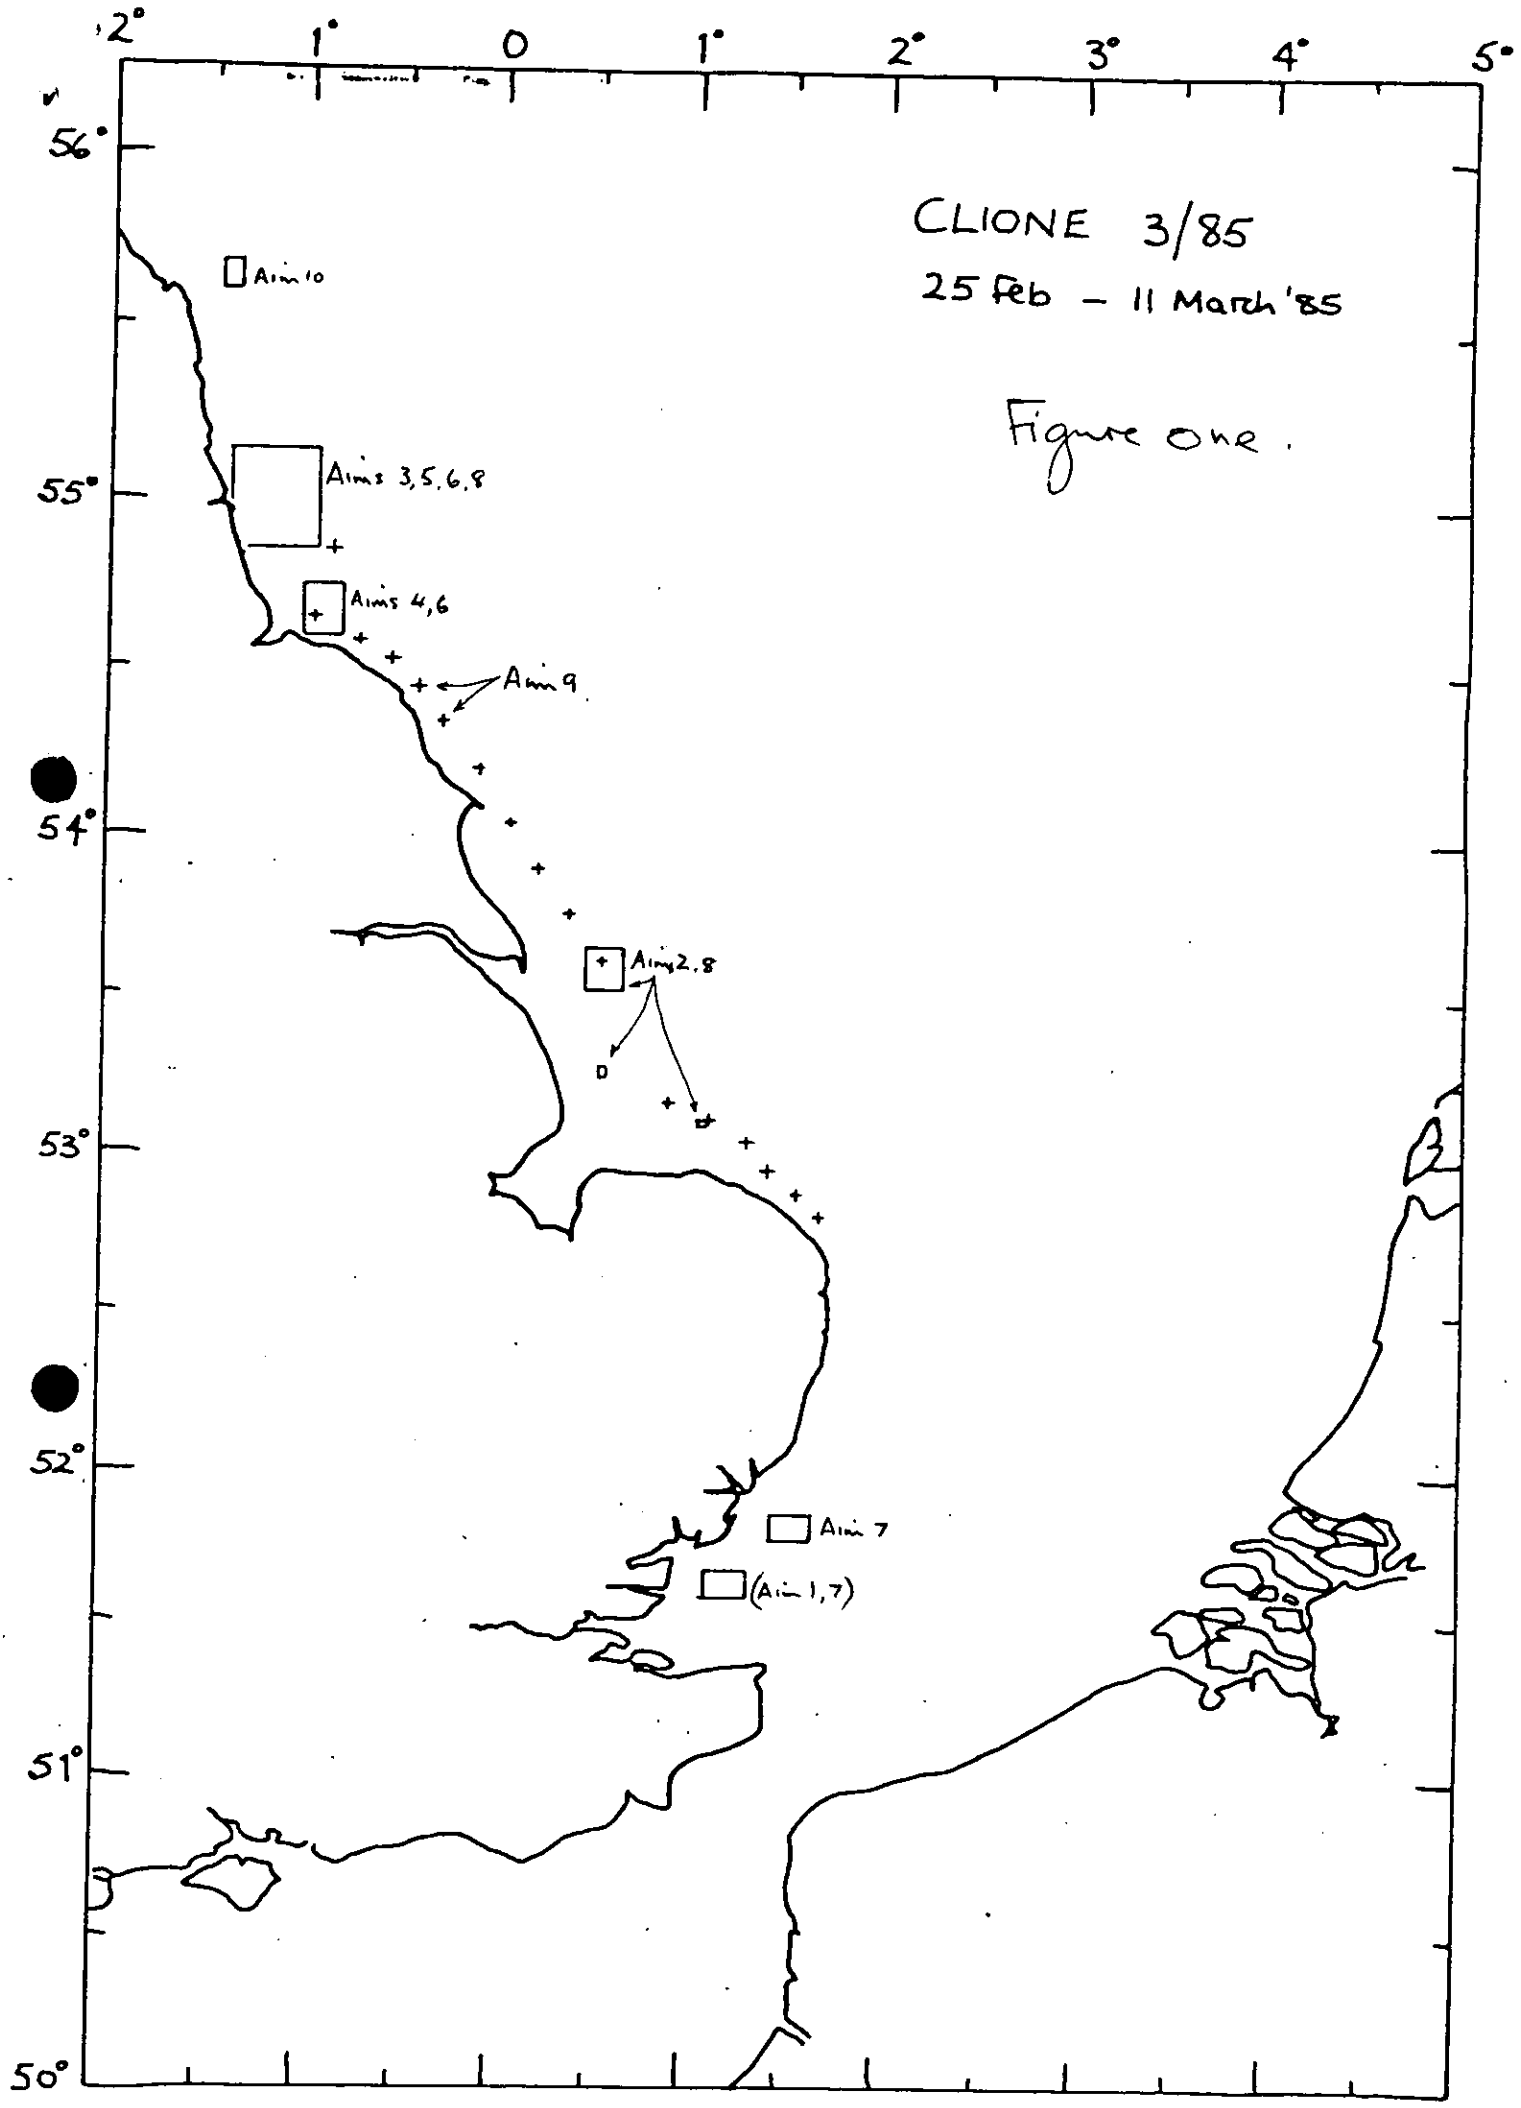 2° 1° 0 1° 2° 3° 4° 5°
56°
CLIONE 3/85
25 Feb - 11 March '85
Aim 10
Figure one.
55°
Aims 3,5,6,8
Aims 4,6
Aim 9
54°
Aims 2,8
53°
52°
Aim 7
(Aim 1,7)
51°
50°